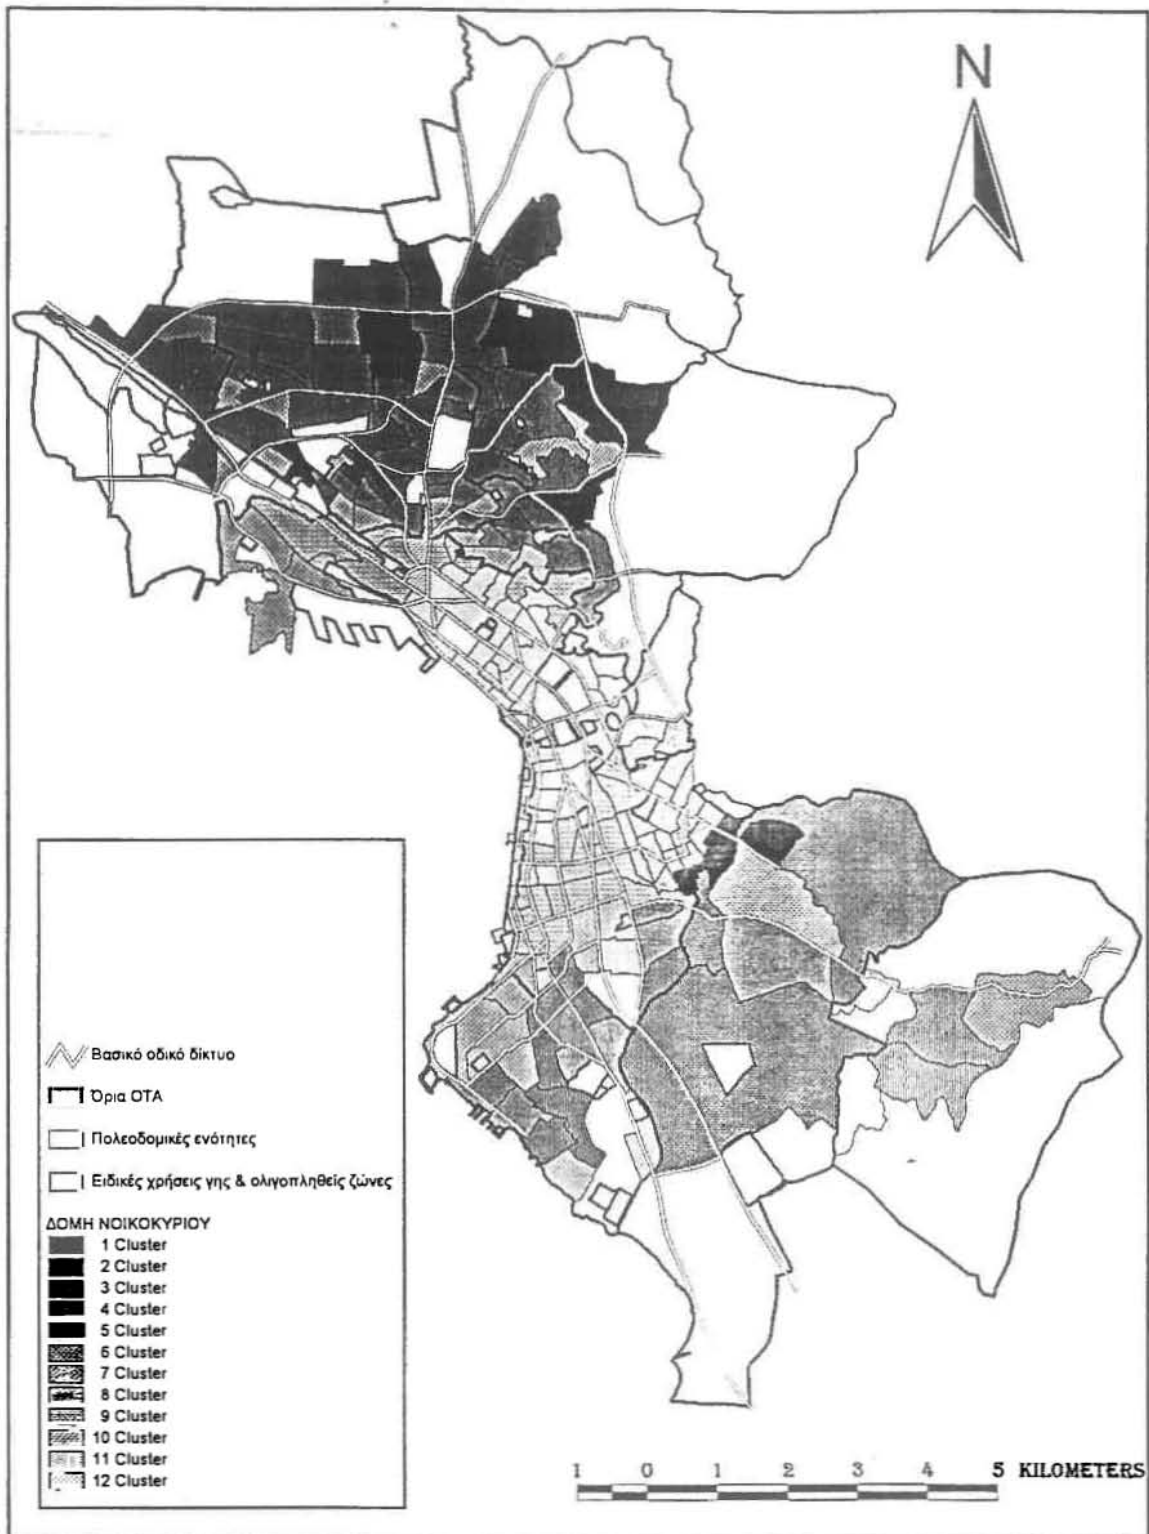 N
Βασικό οδικό δίκτυο
Όρια ΟΤΑ
Πολεοδομικές ενότητες
Ειδικές χρήσεις γης & ολιγοπληθείς ζώνες
ΔΟΜΗ ΝΟΙΚΟΚΥΡΙΟΥ
1 Cluster
2 Cluster
3 Cluster
4 Cluster
5 Cluster
6 Cluster
7 Cluster
8 Cluster
9 Cluster
10 Cluster
11 Cluster
12 Cluster
1 0 1 2 3 4 5 KILOMETERS